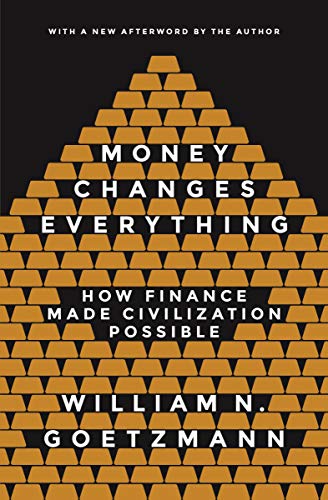 WITH A NEW AFTERWORD BY THE AUTHOR
MONEY
CHANGES
EVERYTHING
HOW FINANCE
MADE CIVILIZATION
POSSIBLE
WILLIAM N.
GOETZMANN